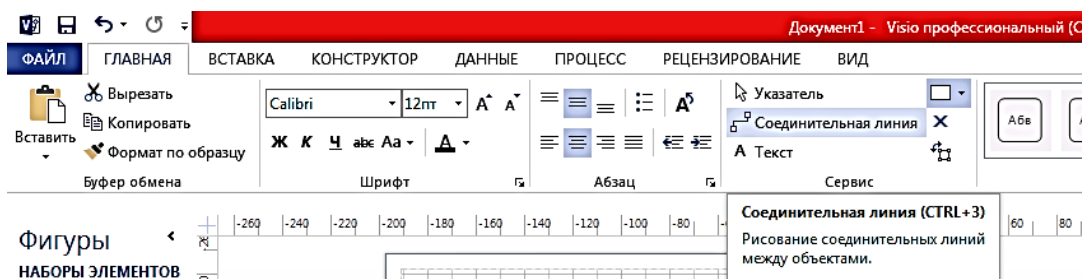 Документ1 - Visio профессиональный (С
ФАЙЛ ГЛАВНАЯ ВСТАВКА КОНСТРУКТОР ДАННЫЕ ПРОЦЕСС РЕЦЕНЗИРОВАНИЕ ВИД
Вставить
Вырезать
Копировать
Формат по образцу
Буфер обмена
Calibri 12пт A A
Ж К Ч abc Aa A
Шрифт
Абзац
Указатель
Соединительная линия
A Текст
Сервис
Абв
Соединительная линия (CTRL+3)
Рисование соединительных линий
между объектами.
-260 -240 -220 -200 -180 -160 -140 -120 -100 -80 60 80
Фигуры
НАБОРЫ ЭЛЕМЕНТОВ